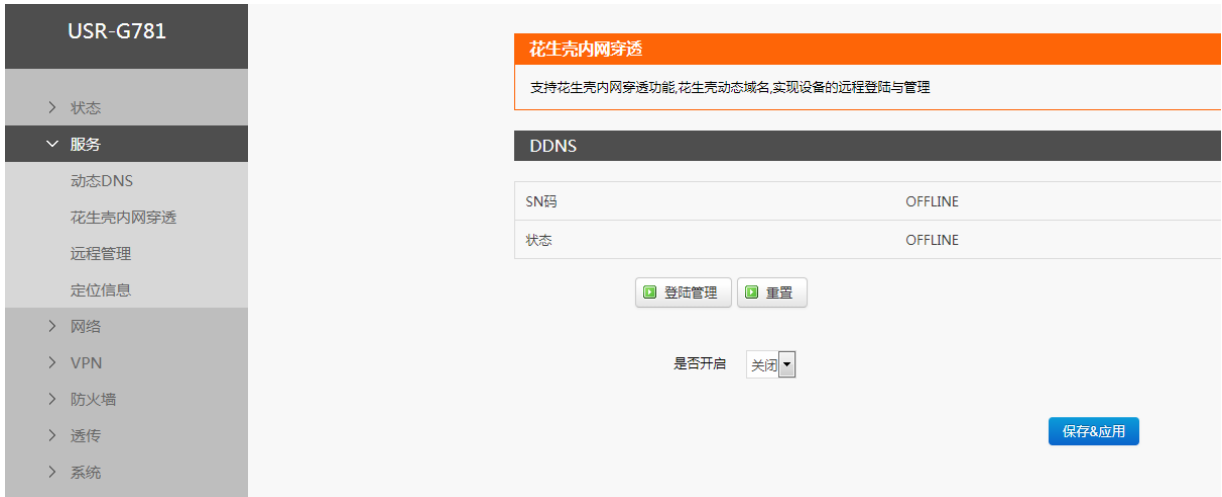 USR-G781
状态
服务
动态DNS
花生壳内网穿透
远程管理
定位信息
网络
VPN
防火墙
透传
系统
花生壳内网穿透
支持花生壳内网穿透功能,花生壳动态域名,实现设备的远程登陆与管理
DDNS
SN码 OFFLINE
状态 OFFLINE
登陆管理 重置
是否开启 关闭
保存&应用